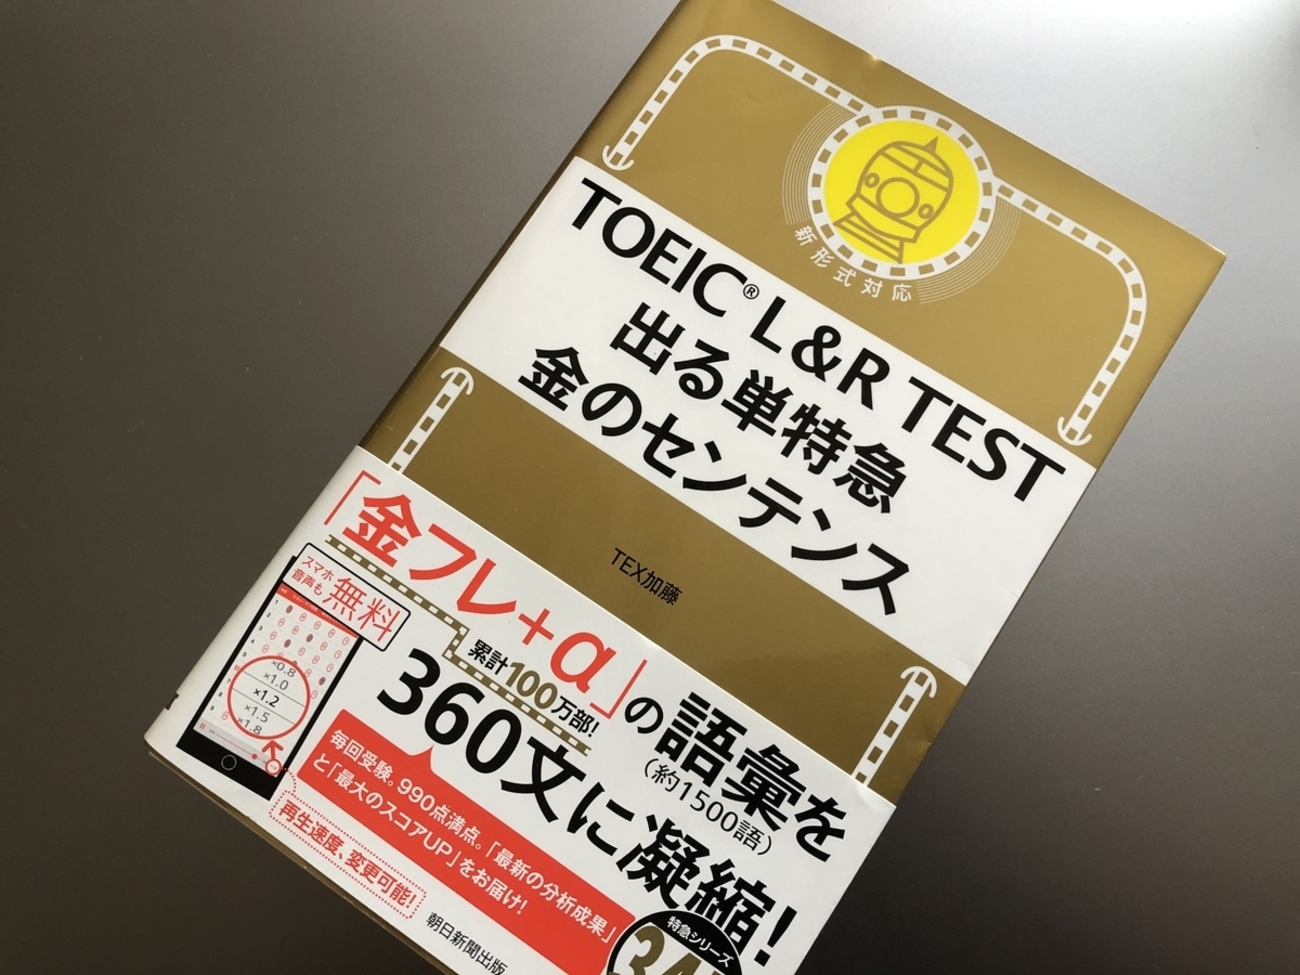 新形式対応
TOEIC® L&R TEST
出る単特急
金のセンテンス
TEX加藤
「金フレ+α」の語彙を
(約1500語)
累計100万部!
360文に凝縮!
スマホ
音声も
無料
×0.8
×1.0
×1.2
×1.5
×1.8
再生速度、変更可能!
毎回受験。990点満点。「最新の分析成果」
と「最大のスコアUP」をお届け!
特急シリーズ
朝日新聞出版